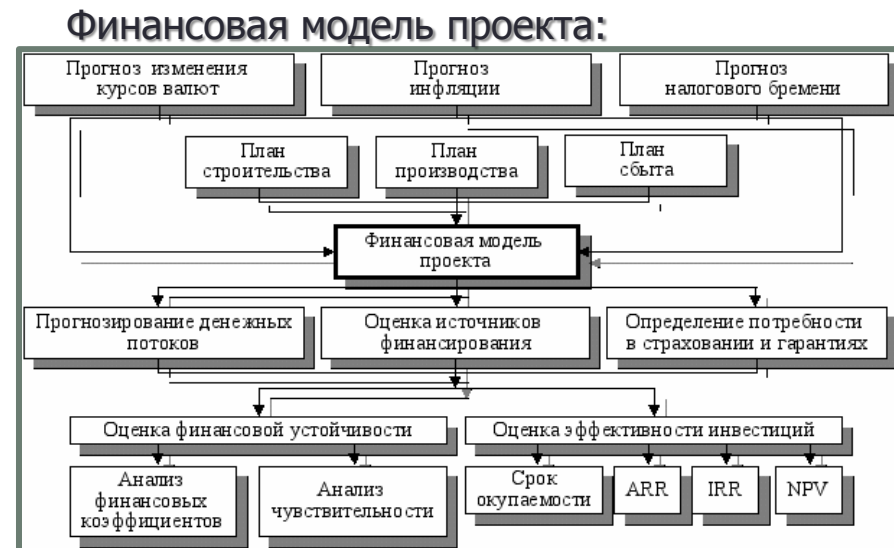 Финансовая модель проекта:
Прогноз изменения
курсов валют
Прогноз
инфляции
Прогноз
налогового бремени
План
строительства
План
производства
План
сбыта
Финансовая модель
проекта
Прогнозирование денежных
потоков
Оценка источников
финансирования
Определение потребности
в страховании и гарантиях
Оценка финансовой устойчивости
Оценка эффективности инвестиций
Анализ
финансовых
коэффициентов
Анализ
чувствительности
Срок
окупаемости
ARR
IRR
NPV